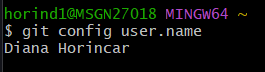 horind1@MSGN27018 MINGW64 ~
$ git config user.name
Diana Horincar